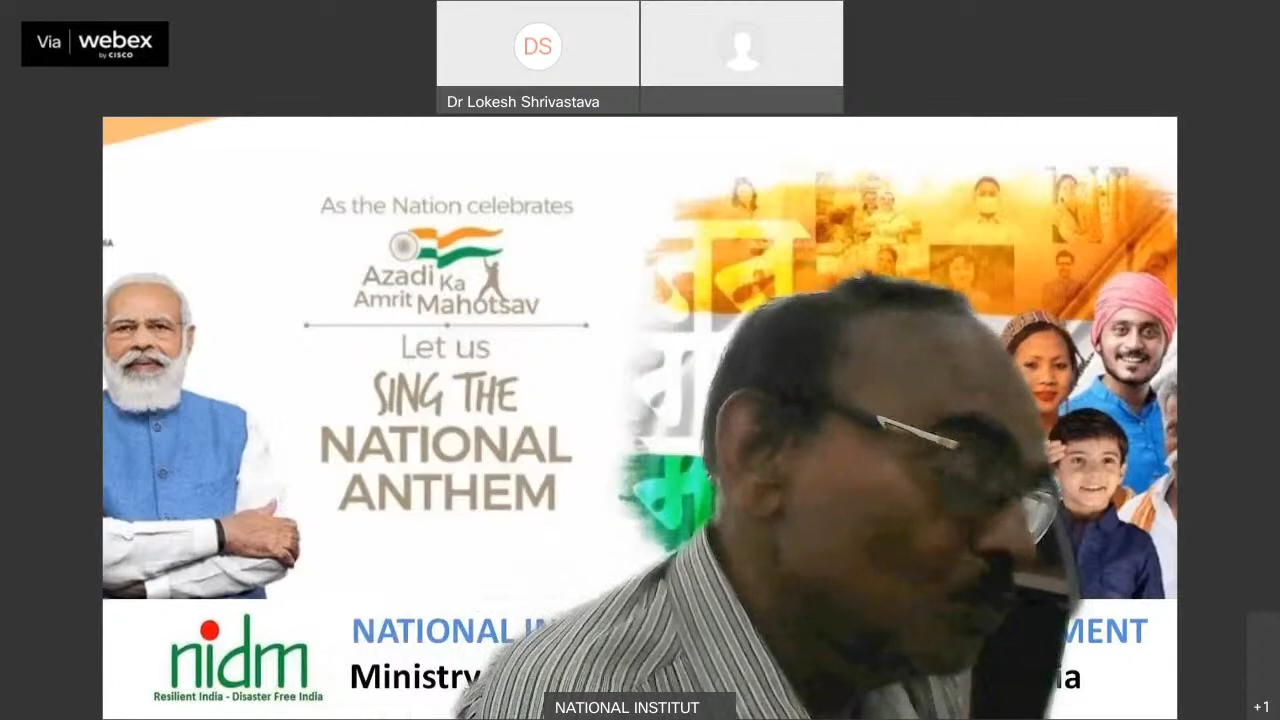 Via webex
by CISCO
DS
Dr Lokesh Shrivastava
As the Nation celebrates
Azadi Ka
Amrit Mahotsav
Let us
SING THE
NATIONAL
ANTHEM
जन
nidm
Resilient India - Disaster Free India
NATIONAL
MENT
Ministry
NATIONAL INSTITUT
+1